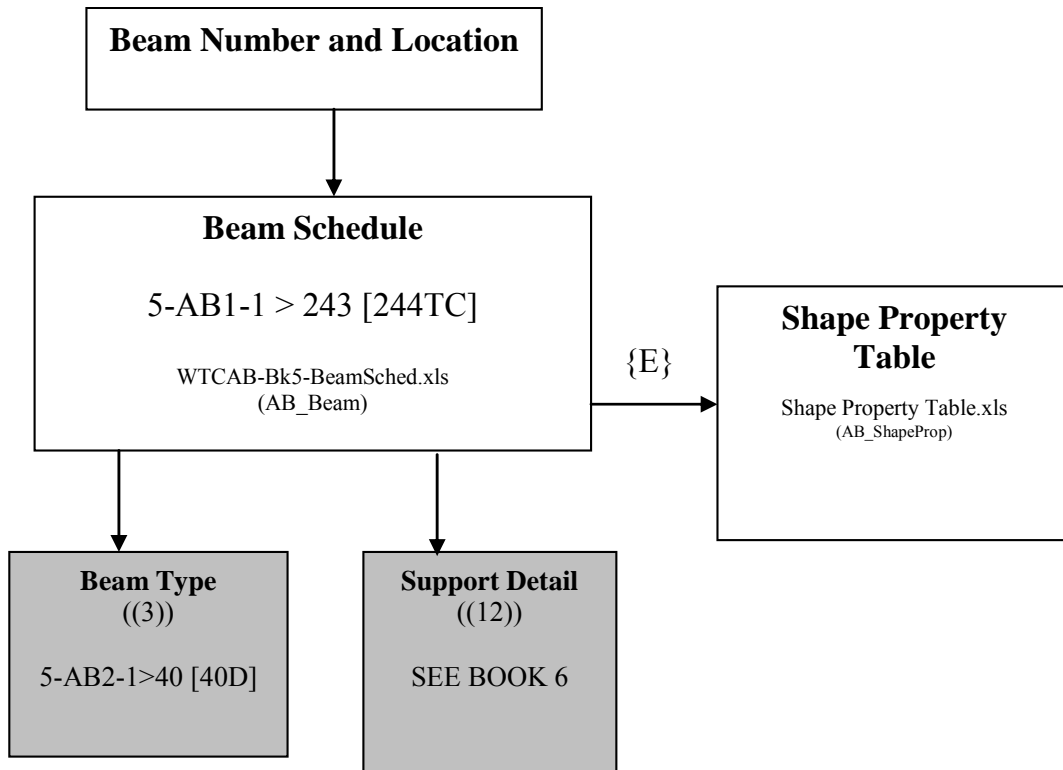 Beam Number and Location
Beam Schedule
5-AB1-1 > 243 [244TC]
WTCAB-Bk5-BeamSched.xls
(AB_Beam)
{E}
Shape Property
Table
Shape Property Table.xls
(AB_ShapeProp)
Beam Type
((3))
5-AB2-1>40 [40D]
Support Detail
((12))
SEE BOOK 6